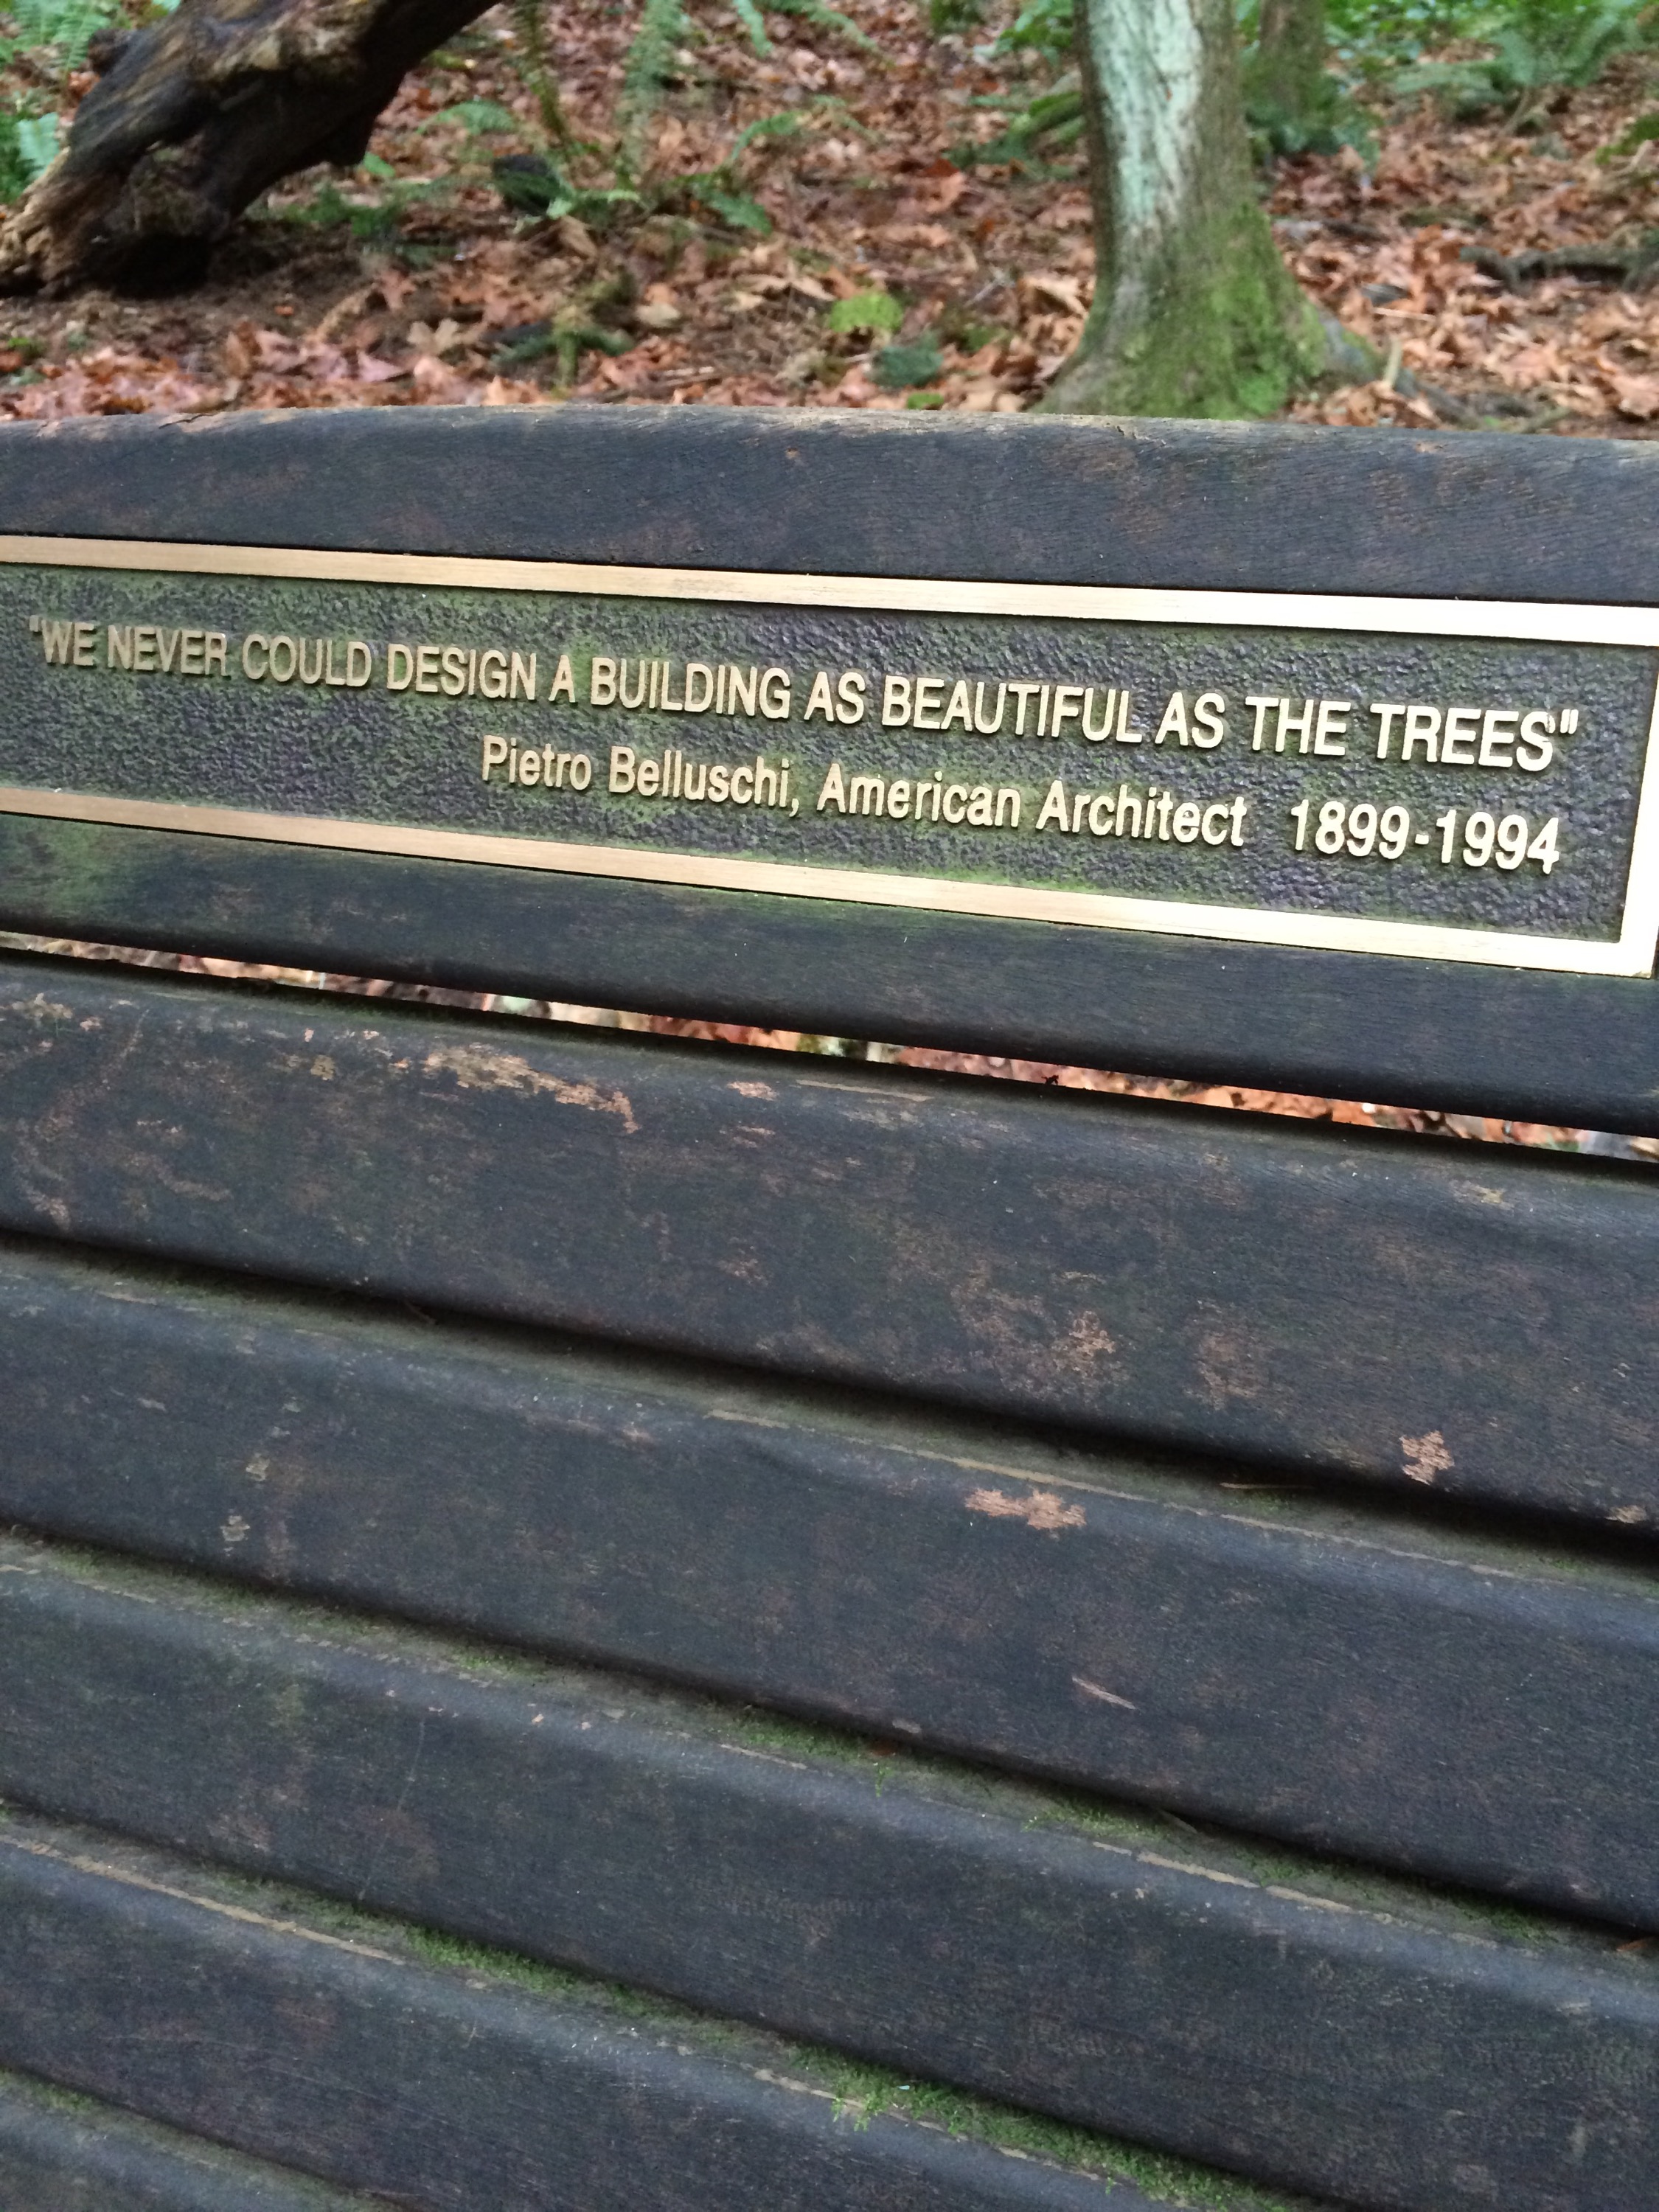 "WE NEVER COULD DESIGN A BUILDING AS BEAUTIFUL AS THE TREES"
Pietro Belluschi, American Architect 1899-1994